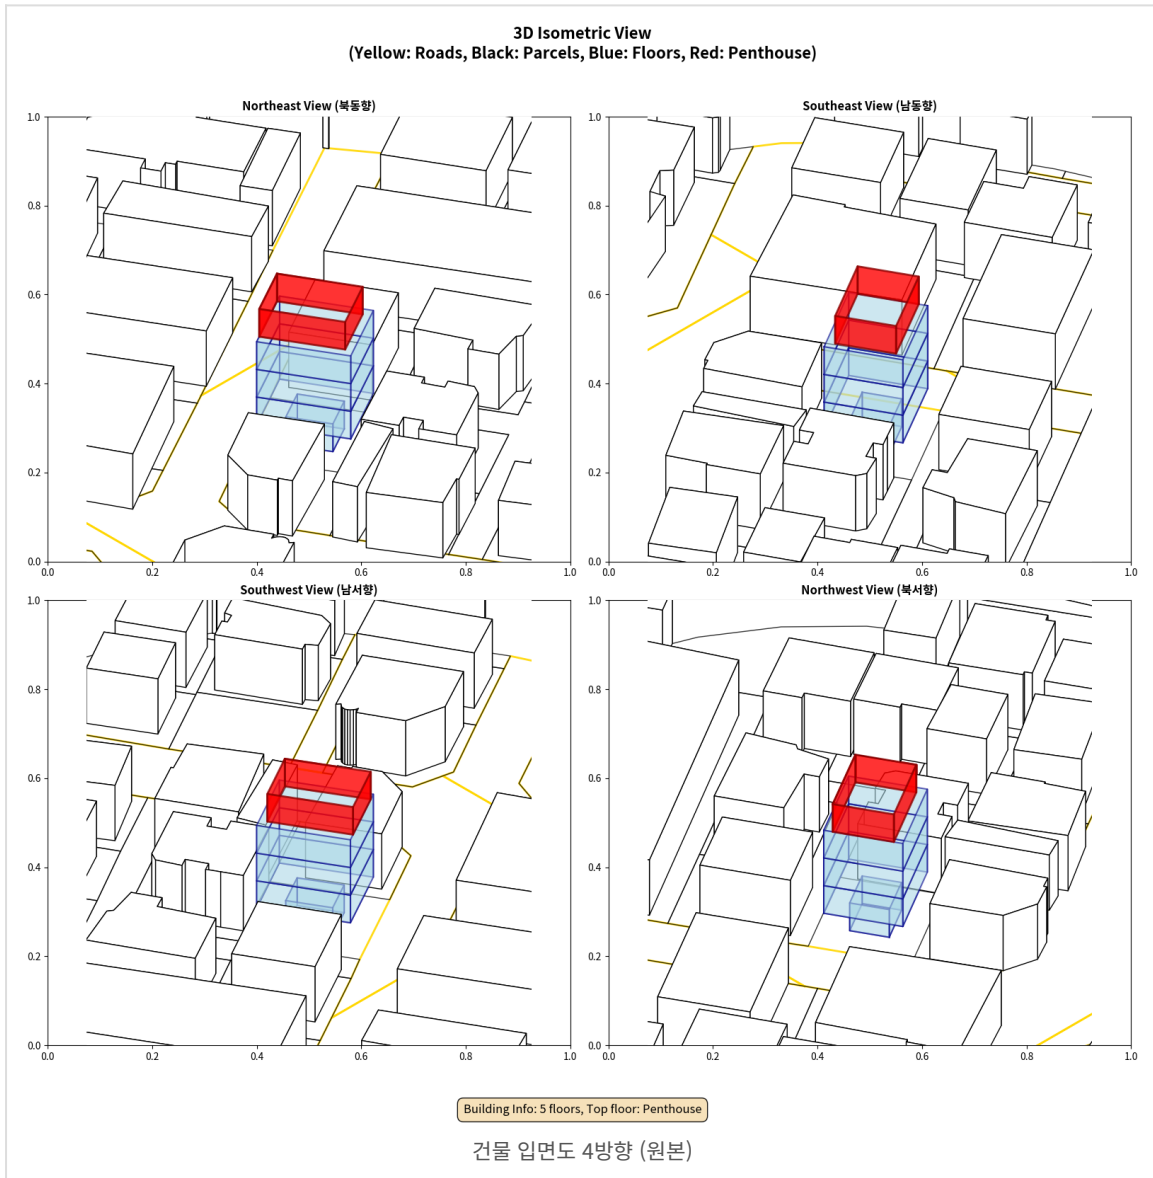 3D Isometric View
(Yellow: Roads, Black: Parcels, Blue: Floors, Red: Penthouse)
Northeast View (북동향)
1.0
0.8
0.6
0.4
0.2
0.0
0.0 0.2 0.4 0.6 0.8 1.0
Southeast View (남동향)
1.0
0.8
0.6
0.4
0.2
0.0
0.0 0.2 0.4 0.6 0.8 1.0
Southwest View (남서향)
1.0
0.8
0.6
0.4
0.2
0.0
0.0 0.2 0.4 0.6 0.8 1.0
Northwest View (북서향)
1.0
0.8
0.6
0.4
0.2
0.0
0.0 0.2 0.4 0.6 0.8 1.0
Building Info: 5 floors, Top floor: Penthouse
건물 입면도 4방향 (원본)